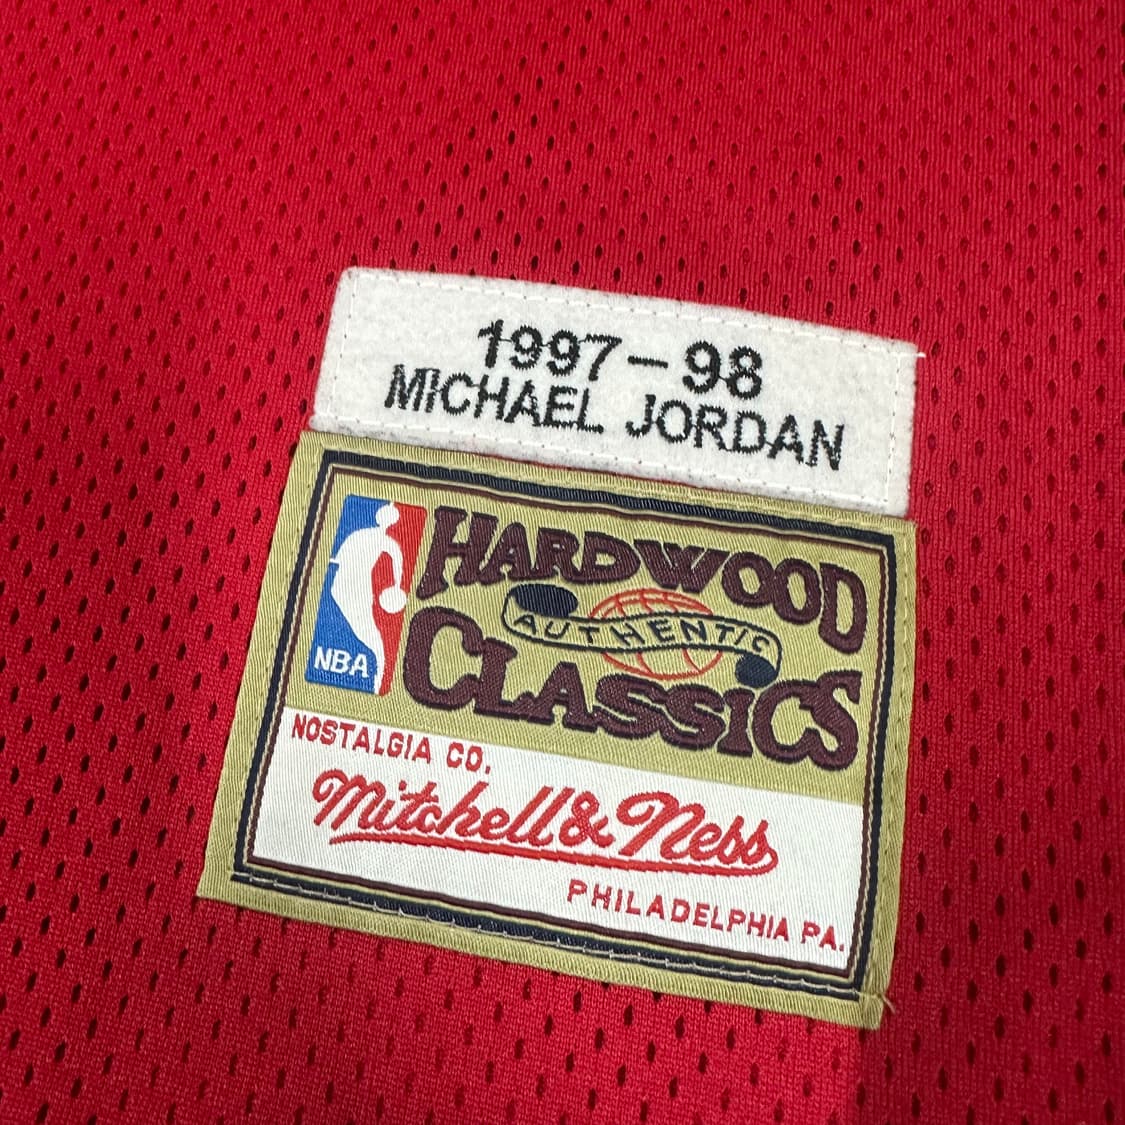 1997-98
MICHAEL JORDAN
HARDWOOD
AUTHENTIC
CLASSICS
NBA
NOSTALGIA CO.
Mitchell & Ness
PHILADELPHIA PA.